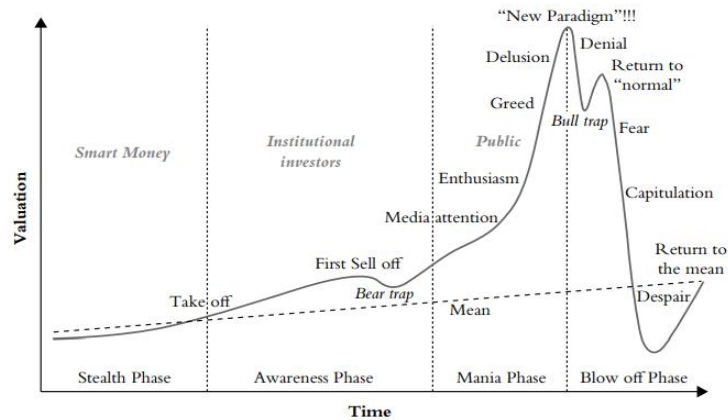 “New Paradigm”!!!
Delusion
Denial
Return to
“normal”
Greed
Bull trap
Fear
Smart Money
Institutional
investors
Public
Enthusiasm
Capitulation
Media attention
Valuation
First Sell off
Return to
the mean
Take off
Bear trap
Mean
Despair
Stealth Phase
Awareness Phase
Mania Phase
Blow off Phase
Time